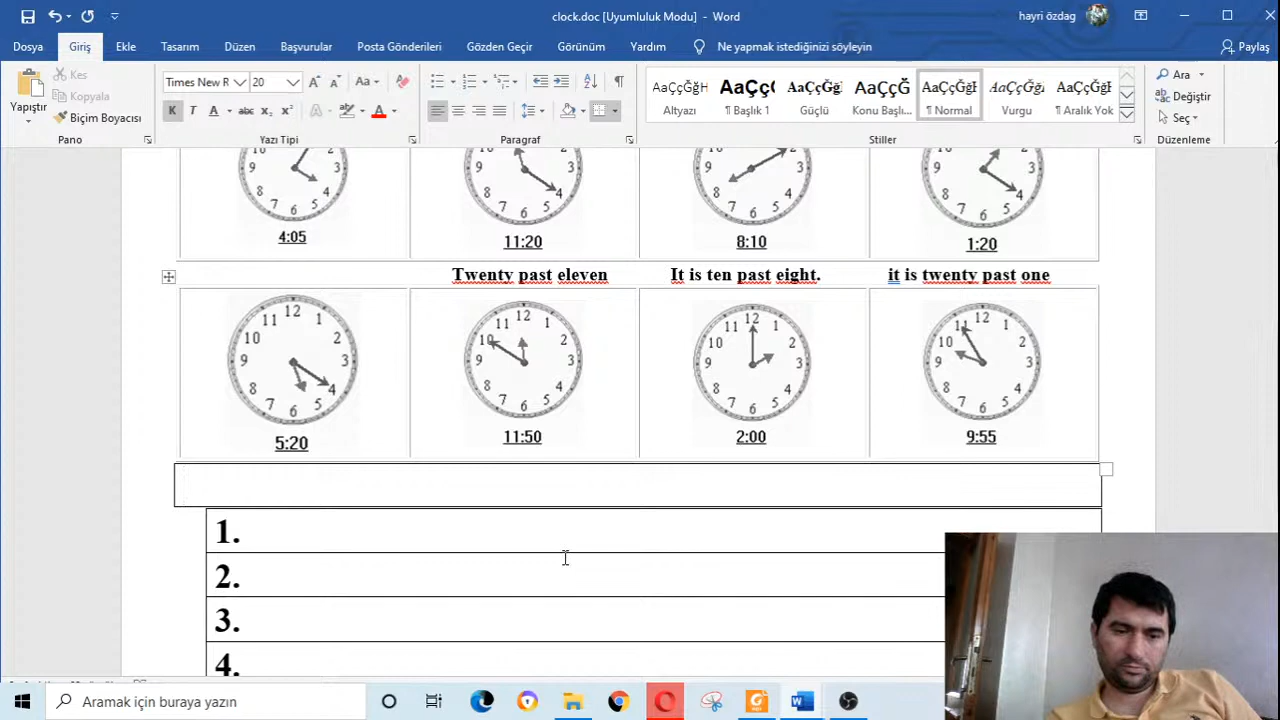 clock.doc [Uyumluluk Modu] - Word
hayri özdag
Dosya Giriş Ekle Tasarım Düzen Başvurular Posta Gönderileri Gözden Geçir Görünüm Yardım Ne yapmak istediğinizi söyleyin Paylaş
Yapıştır
Kes
Kopyala
Biçim Boyacısı
Pano
Times New R 20
Yazı Tipi
Paragraf
AaÇçĞğH AaÇçĞ AaÇçĞğ AaÇçĞ AaÇçĞğH AaÇçĞğH AaÇçĞğH
Altyazı ¶ Başlık 1 Güçlü Konu Başlı... ¶ Normal Vurgu ¶ Aralık Yok
Stiller
Ara
Değiştir
Seç
Düzenleme
4:05 11:20 8:10 1:20
Twenty past eleven It is ten past eight. it is twenty past one
5:20 11:50 2:00 9:55
1.
2.
3.
4.
Aramak için buraya yazın